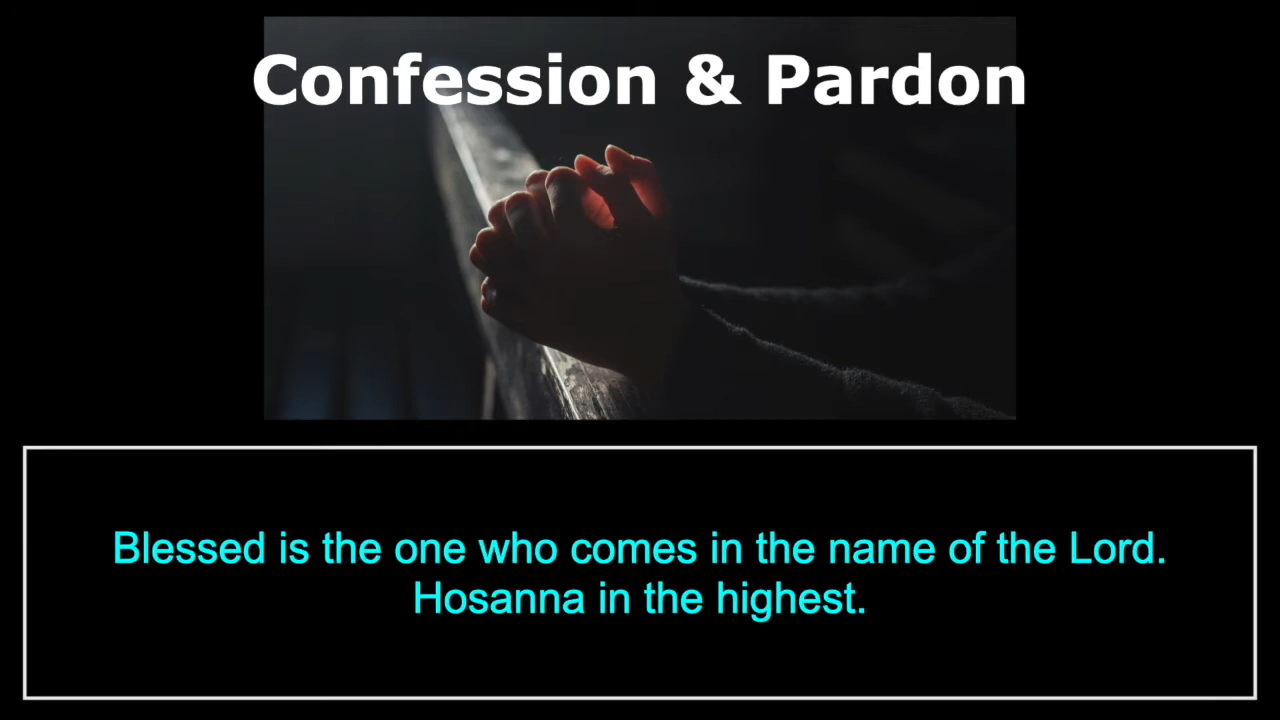 Confession & Pardon
Blessed is the one who comes in the name of the Lord.
Hosanna in the highest.